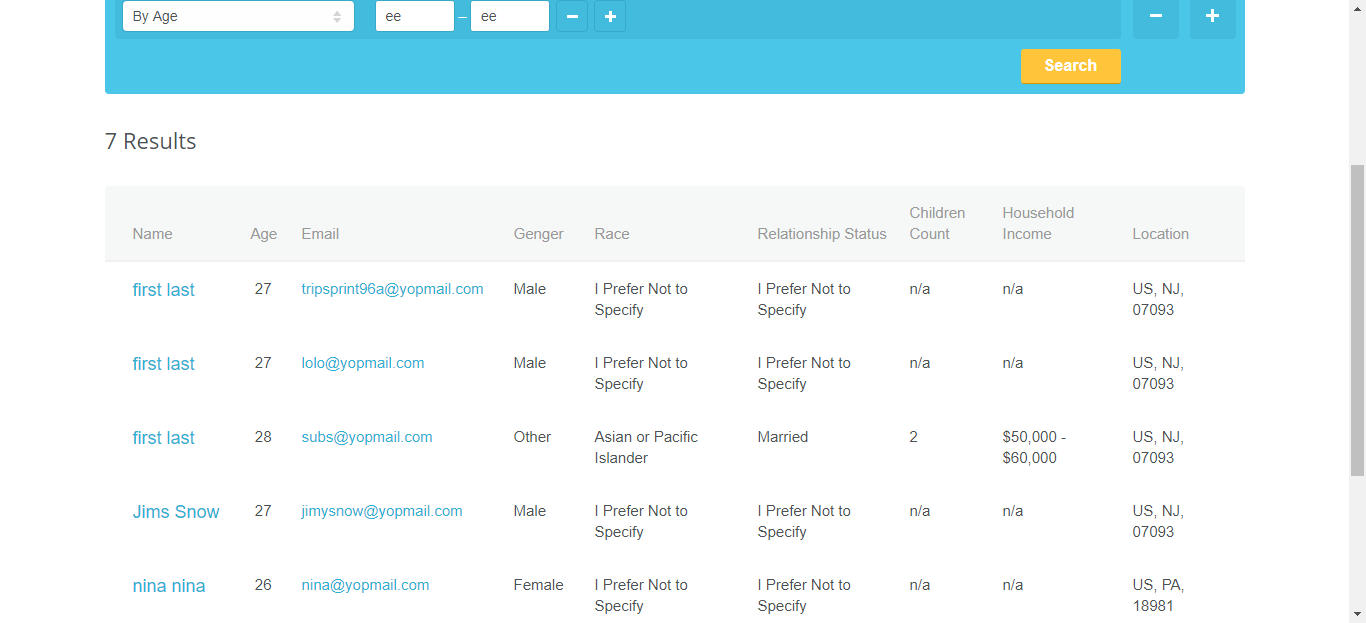 By Age ee – ee
Search
7 Results
Children Household
Name Age Email Genger Race Relationship Status Count Income Location
first last 27 tripsprint96a@yopmail.com Male I Prefer Not to I Prefer Not to n/a n/a US, NJ,
Specify Specify 07093
first last 27 lolo@yopmail.com Male I Prefer Not to I Prefer Not to n/a n/a US, NJ,
Specify Specify 07093
first last 28 subs@yopmail.com Other Asian or Pacific Married 2 $50,000 - US, NJ,
Islander $60,000 07093
Jims Snow 27 jimysnow@yopmail.com Male I Prefer Not to I Prefer Not to n/a n/a US, NJ,
Specify Specify 07093
nina nina 26 nina@yopmail.com Female I Prefer Not to I Prefer Not to n/a n/a US, PA,
Specify Specify 18981